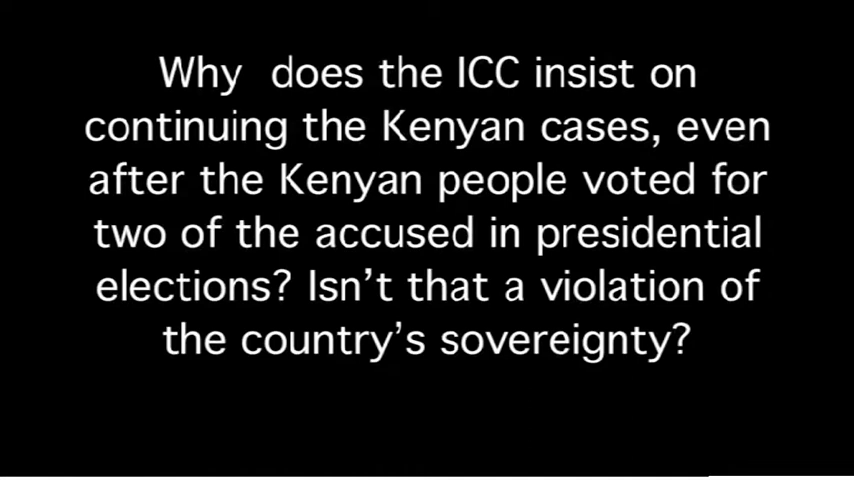 Why  does the ICC insist on
continuing the Kenyan cases, even
after the Kenyan people voted for
two of the accused in presidential
elections? Isn't that a violation of
the country's sovereignty?